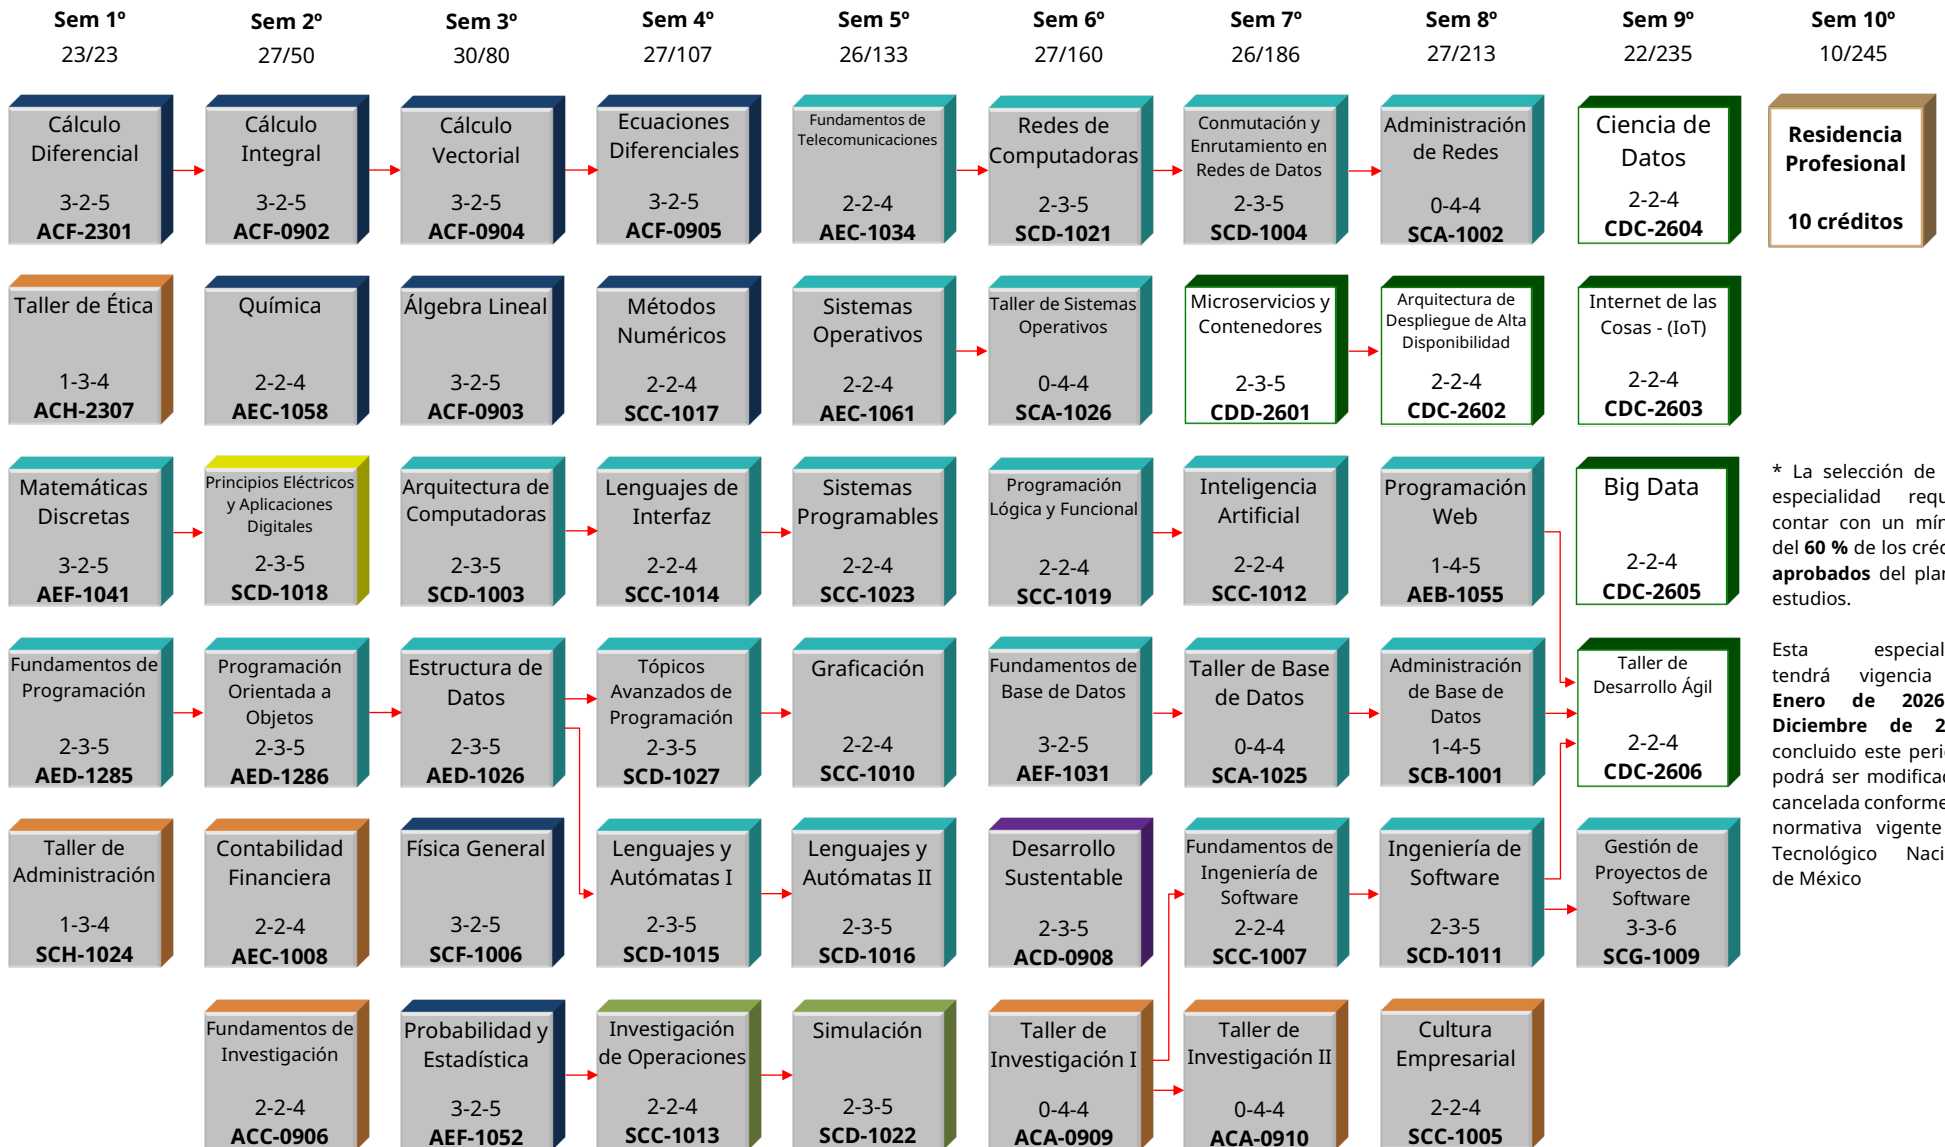 Sem 1º
23/23
Sem 2º
27/50
Sem 3º
30/80
Sem 4º
27/107
Sem 5º
26/133
Sem 6º
27/160
Sem 7º
26/186
Sem 8º
27/213
Sem 9º
22/235
Sem 10º
10/245
Cálculo
Diferencial
3-2-5
ACF-2301
Cálculo
Integral
3-2-5
ACF-0902
Cálculo
Vectorial
3-2-5
ACF-0904
Ecuaciones
Diferenciales
3-2-5
ACF-0905
Fundamentos de
Telecomunicaciones
2-2-4
AEC-1034
Redes de
Computadoras
2-3-5
SCD-1021
Conmutación y
Enrutamiento en
Redes de Datos
2-3-5
SCD-1004
Administración
de Redes
0-4-4
SCA-1002
Ciencia de
Datos
2-2-4
CDC-2604
Residencia
Profesional
10 créditos
Taller de Ética
1-3-4
ACH-2307
Química
2-2-4
AEC-1058
Álgebra Lineal
3-2-5
ACF-0903
Métodos
Numéricos
2-2-4
SCC-1017
Sistemas
Operativos
2-2-4
AEC-1061
Taller de Sistemas
Operativos
0-4-4
SCA-1026
Microservicios y
Contenedores
2-3-5
CDD-2601
Arquitectura de
Despliegue de Alta
Disponibilidad
2-2-4
CDC-2602
Internet de las
Cosas - (IoT)
2-2-4
CDC-2603
Matemáticas
Discretas
3-2-5
AEF-1041
Principios Eléctricos
y Aplicaciones
Digitales
2-3-5
SCD-1018
Arquitectura de
Computadoras
2-3-5
SCD-1003
Lenguajes de
Interfaz
2-2-4
SCC-1014
Sistemas
Programables
2-2-4
SCC-1023
Programación
Lógica y Funcional
2-2-4
SCC-1019
Inteligencia
Artificial
2-2-4
SCC-1012
Programación
Web
1-4-5
AEB-1055
Big Data
2-2-4
CDC-2605
* La selección de
especialidad requ
contar con un mín
del 60 % de los créd
aprobados del plan
estudios.
Fundamentos de
Programación
2-3-5
AED-1285
Programación
Orientada a
Objetos
2-3-5
AED-1286
Estructura de
Datos
2-3-5
AED-1026
Tópicos
Avanzados de
Programación
2-3-5
SCD-1027
Graficación
2-2-4
SCC-1010
Fundamentos de
Base de Datos
3-2-5
AEF-1031
Taller de Base
de Datos
0-4-4
SCA-1025
Administración
de Base de
Datos
1-4-5
SCB-1001
Taller de
Desarrollo Ágil
2-2-4
CDC-2606
Esta especial
tendrá vigencia
Enero de 2026
Diciembre de 2
concluido este peri
podrá ser modifica
cancelada conforme
normativa vigente
Tecnológico Naci
de México
Taller de
Administración
1-3-4
SCH-1024
Contabilidad
Financiera
2-2-4
AEC-1008
Física General
3-2-5
SCF-1006
Lenguajes y
Autómatas I
2-3-5
SCD-1015
Lenguajes y
Autómatas II
2-3-5
SCD-1016
Desarrollo
Sustentable
2-3-5
ACD-0908
Fundamentos de
Ingeniería de
Software
2-2-4
SCC-1007
Ingeniería de
Software
2-3-5
SCD-1011
Gestión de
Proyectos de
Software
3-3-6
SCG-1009
Fundamentos de
Investigación
2-2-4
ACC-0906
Probabilidad y
Estadística
3-2-5
AEF-1052
Investigación
de Operaciones
2-2-4
SCC-1013
Simulación
2-3-5
SCD-1022
Taller de
Investigación I
0-4-4
ACA-0909
Taller de
Investigación II
0-4-4
ACA-0910
Cultura
Empresarial
2-2-4
SCC-1005